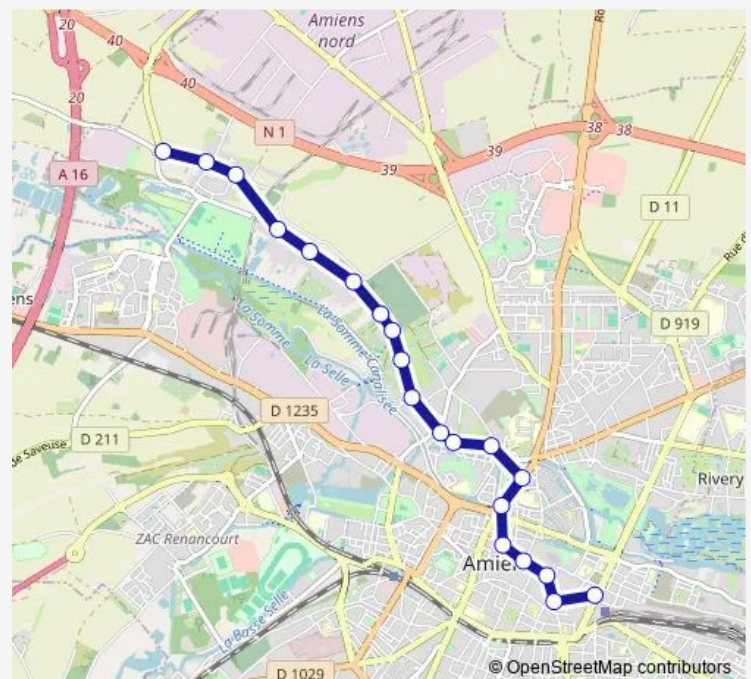 20
40
Amiens
nord
20
40
N 1
39
38
38
39
A 16
D 11
ens
La Somme
La Somme Canalisée
La Selle
D 919
D 1235
D 211
de Saveuse
Rivery
ZAC Renancourt
Amie
La Basse Selle
D 1029
© OpenStreetMap contributors